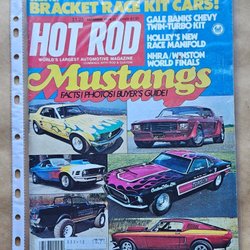 BRACKET RACE KIT CARS!
HOT ROD
WORLD'S LARGEST AUTOMOTIVE MAGAZINE
GALE BANKS CHEVY
TWIN-TURBO KIT
HOLLEY'S NEW
RACE MANIFOLD
NHRA/WINSTON
WORLD FINALS
Mustangs
FACTS! PHOTOS! BUYER'S GUIDE!